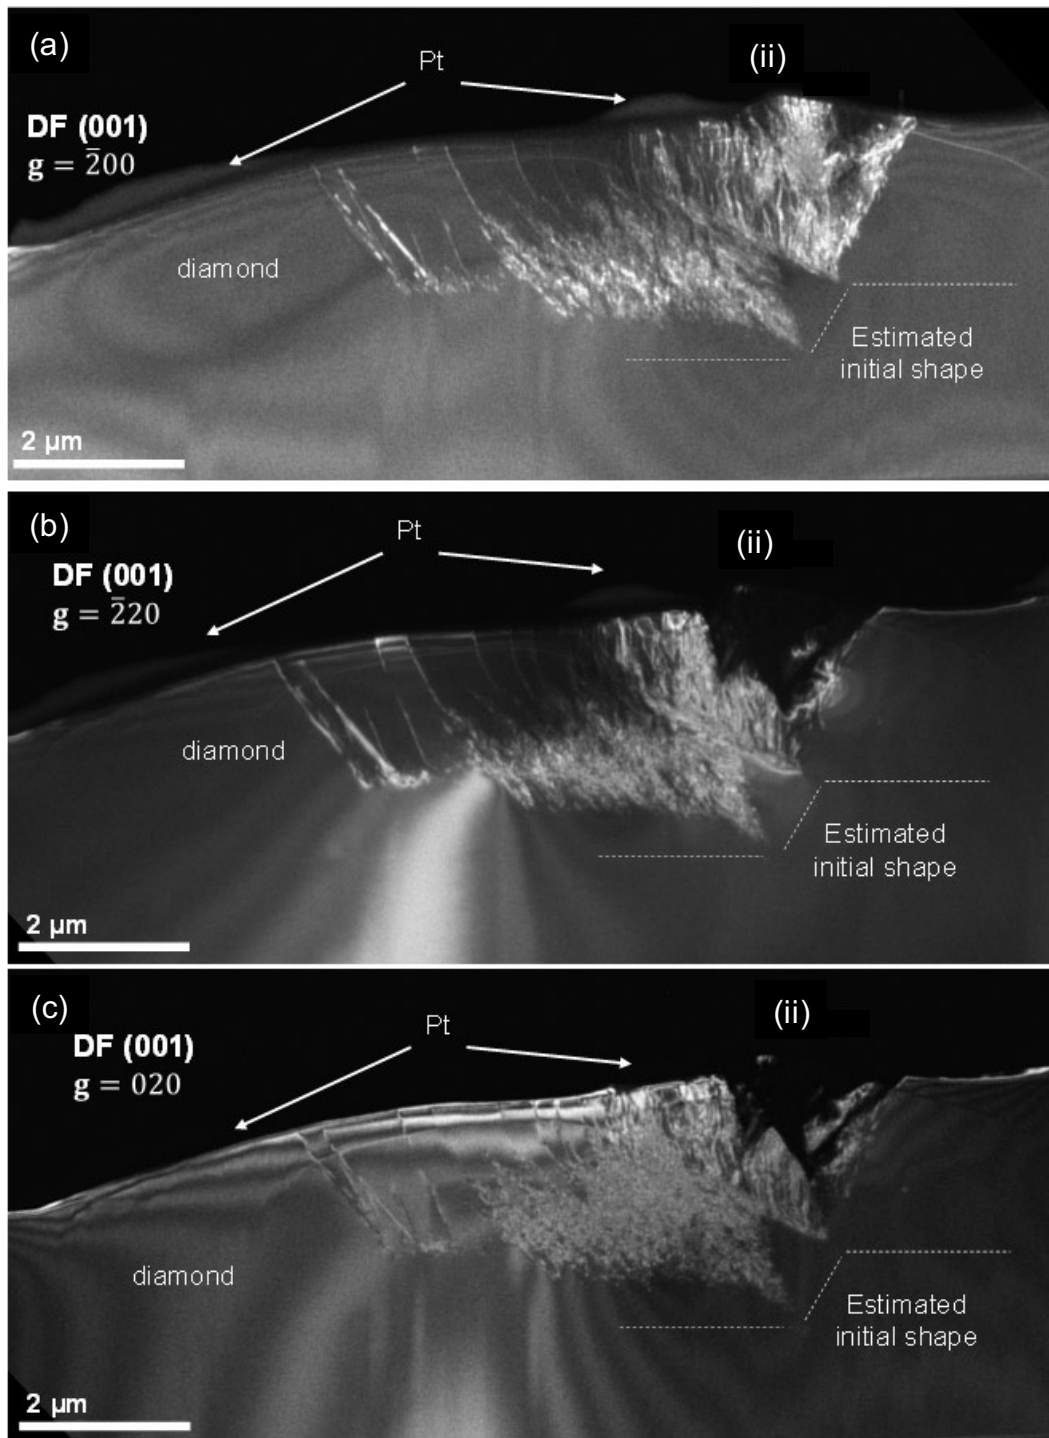 (a)
Pt
(ii)
DF (001)
g = 2̄00
diamond
Estimated
initial shape
2 µm
(b)
Pt
(ii)
DF (001)
g = 2̄20
diamond
Estimated
initial shape
2 µm
(c)
Pt
(ii)
DF (001)
g = 020
diamond
Estimated
initial shape
2 µm